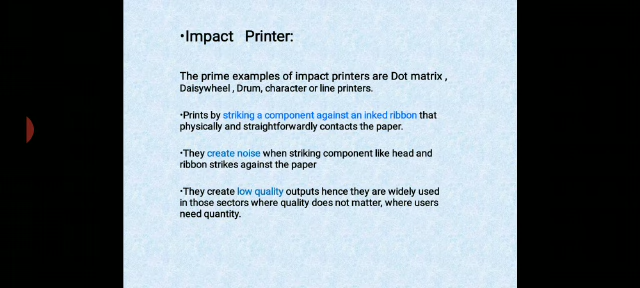 •Impact Printer:
The prime examples of impact printers are Dot matrix ,
Daisywheel , Drum, character or line printers.
•Prints by striking a component against an inked ribbon that
physically and straightforwardly contacts the paper.
•They create noise when striking component like head and
ribbon strikes against the paper
•They create low quality outputs hence they are widely used
in those sectors where quality does not matter, where users
need quantity.